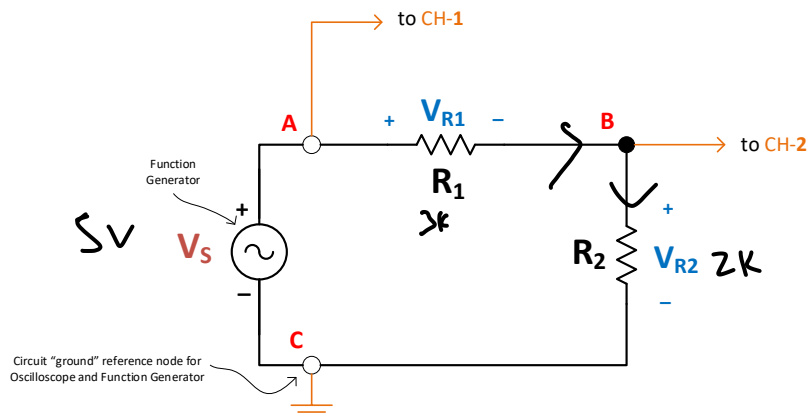 to CH-1
A
+ VR1 −
B
to CH-2
Function
Generator
R1
3K
+
5V
VS
−
+
R2
VR2
2K
−
C
Circuit “ground” reference node for
Oscilloscope and Function Generator